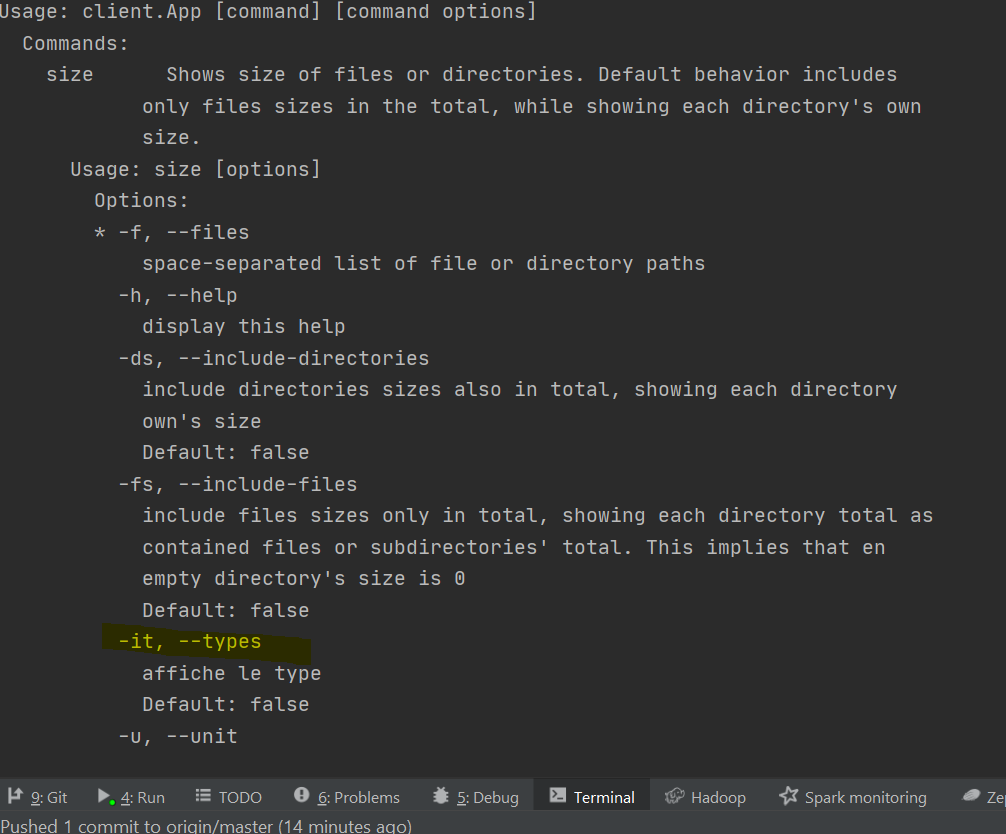 Usage: client.App [command] [command options]
Commands:
size Shows size of files or directories. Default behavior includes
only files sizes in the total, while showing each directory's own
size.
Usage: size [options]
Options:
* -f, --files
space-separated list of file or directory paths
-h, --help
display this help
-ds, --include-directories
include directories sizes also in total, showing each directory
own's size
Default: false
-fs, --include-files
include files sizes only in total, showing each directory total as
contained files or subdirectories' total. This implies that en
empty directory's size is 0
Default: false
-it, --types
affiche le type
Default: false
-u, --unit
9: Git 4: Run TODO 6: Problems 5: Debug Terminal Hadoop Spark monitoring Ze
Pushed 1 commit to origin/master (14 minutes ago)